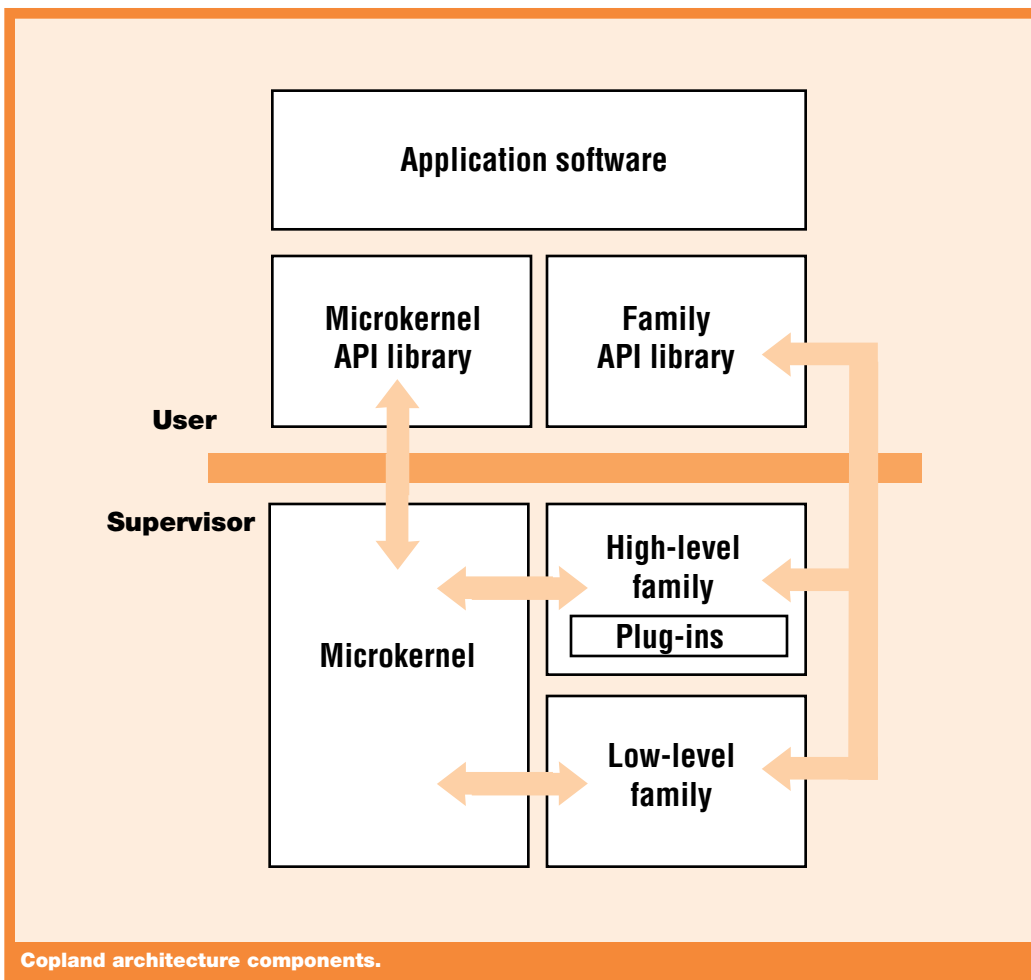 Application software
Microkernel
API library
Family
API library
User
Supervisor
High-level
family
Plug-ins
Microkernel
Low-level
family
Copland architecture components.